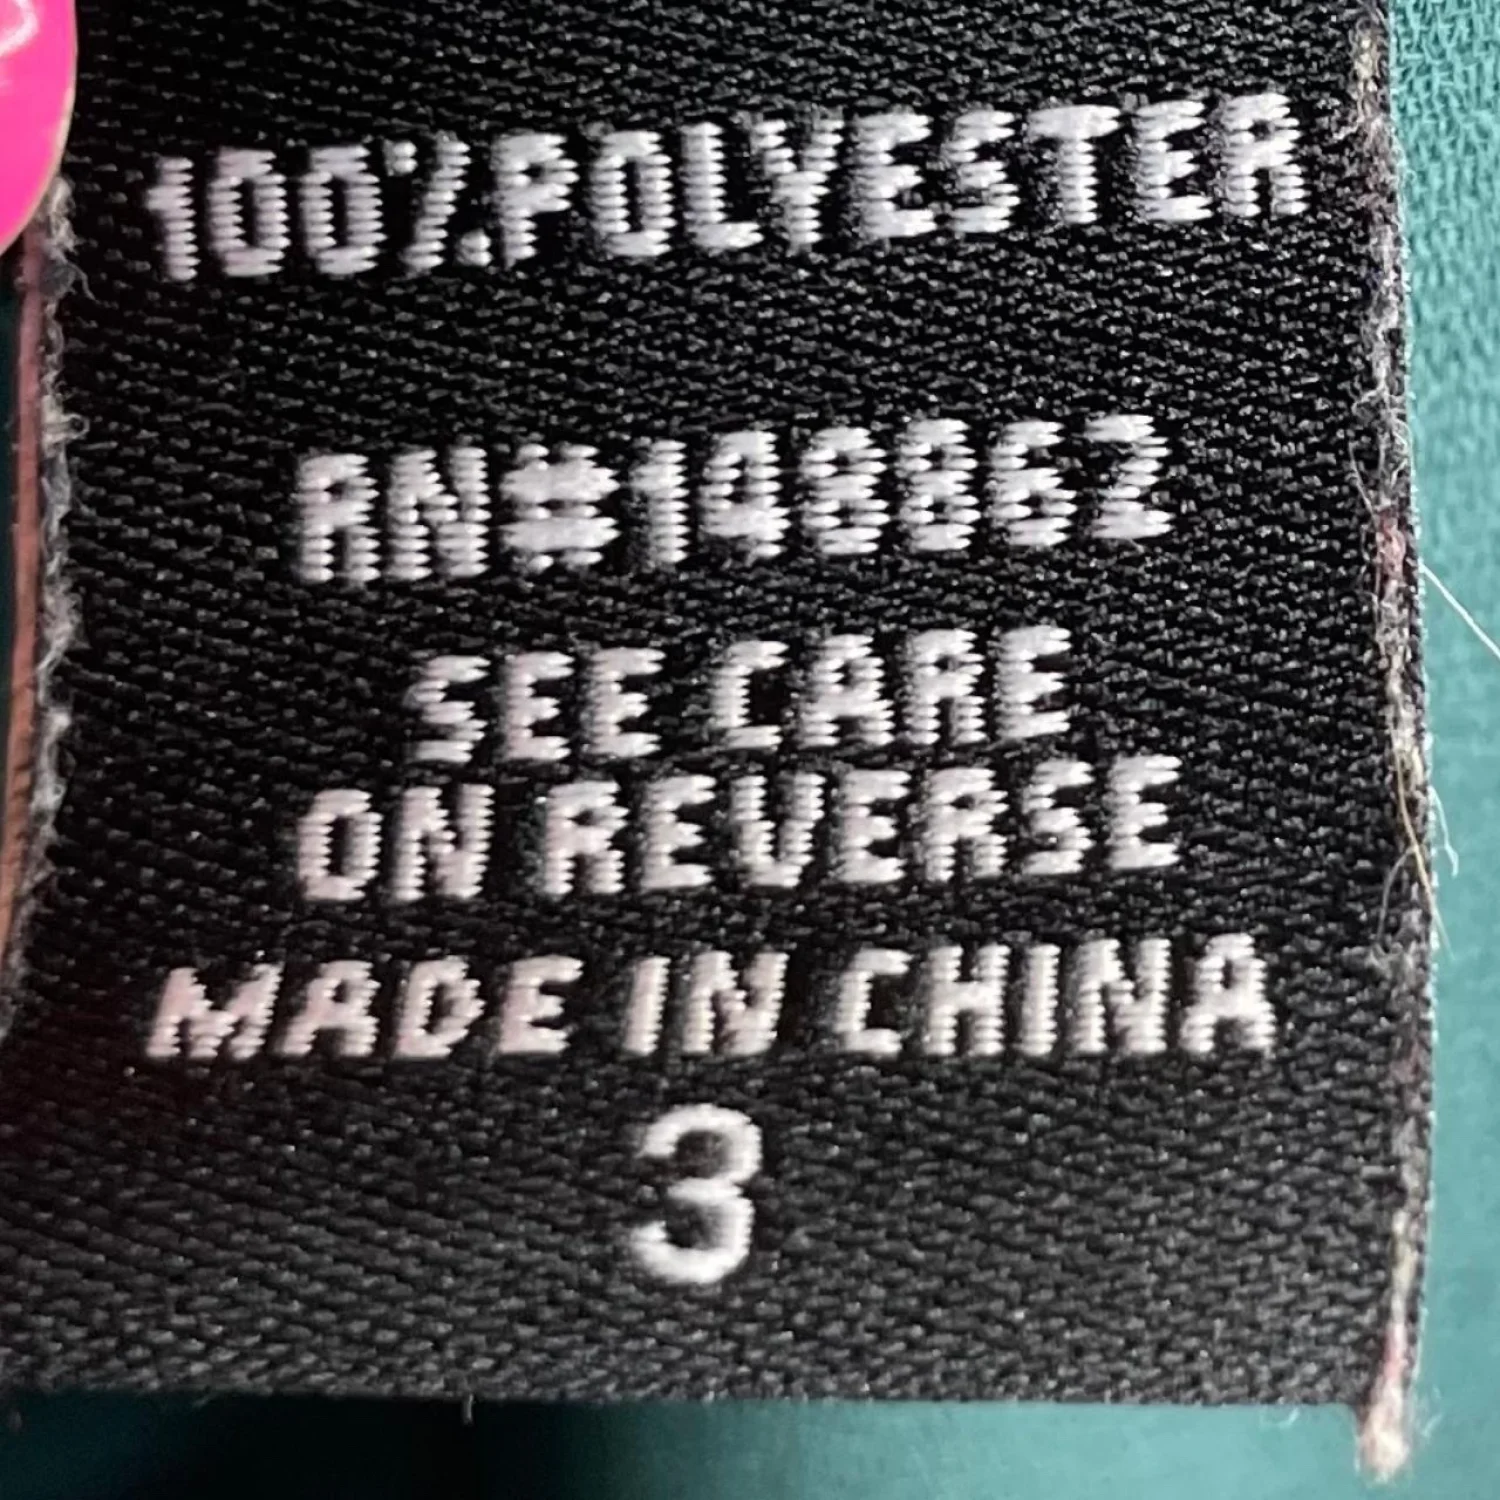 100% POLYESTER
RN#148862
SEE CARE
ON REVERSE
MADE IN CHINA
3